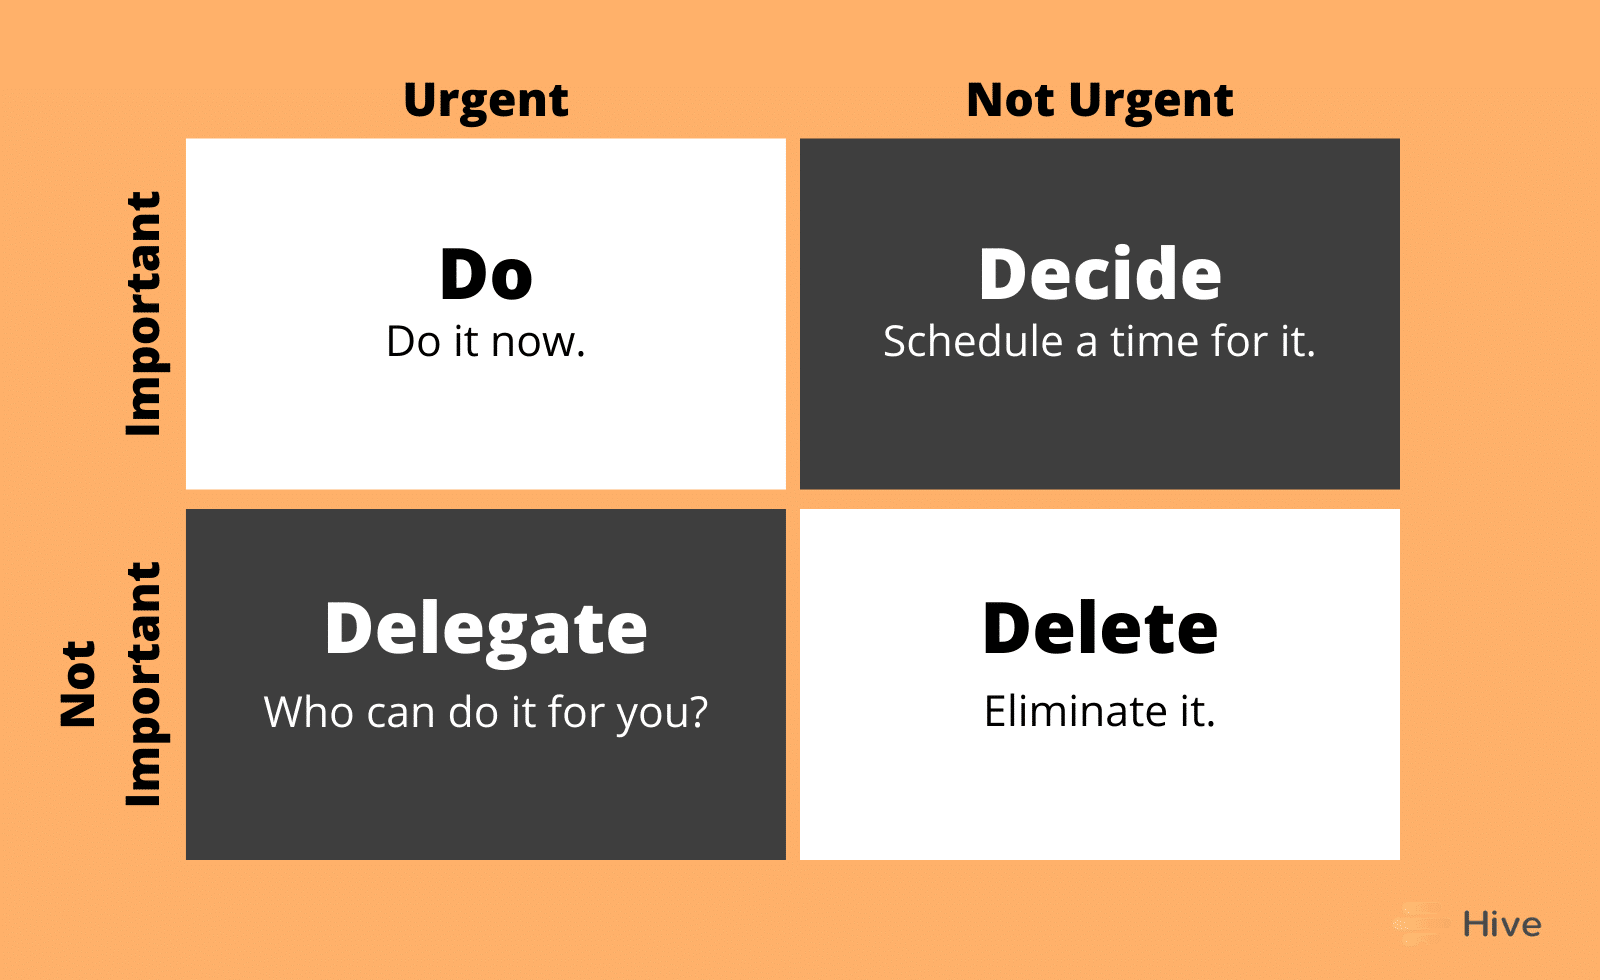 Urgent
Not Urgent
Important
Do
Do it now.
Decide
Schedule a time for it.
Not
Important
Delegate
Who can do it for you?
Delete
Eliminate it.
Hive